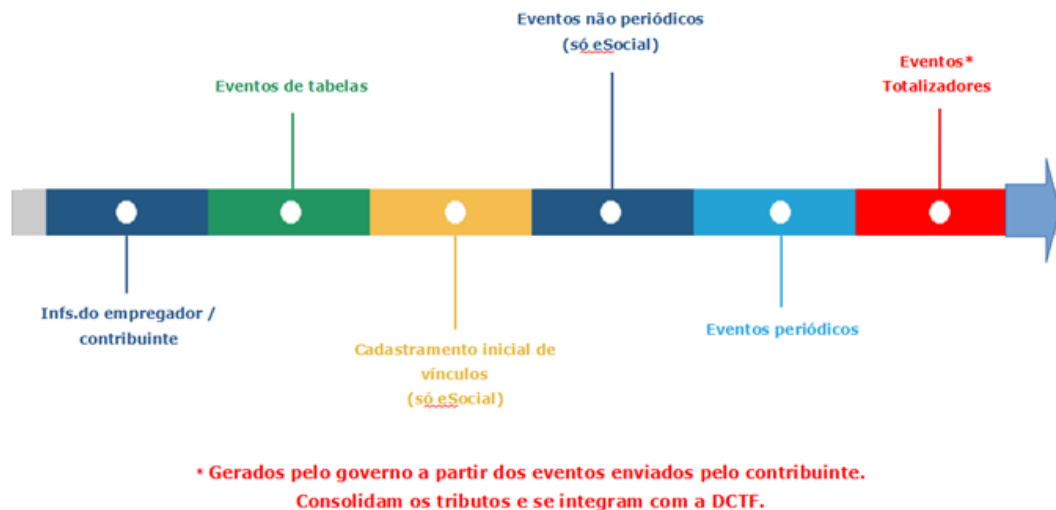 Eventos não periódicos
(só eSocial)
Eventos*
Totalizadores
Eventos de tabelas
Infs.do empregador /
contribuinte
Cadastramento inicial de
vínculos
(só eSocial)
Eventos periódicos
* Gerados pelo governo a partir dos eventos enviados pelo contribuinte.
Consolidam os tributos e se integram com a DCTF.